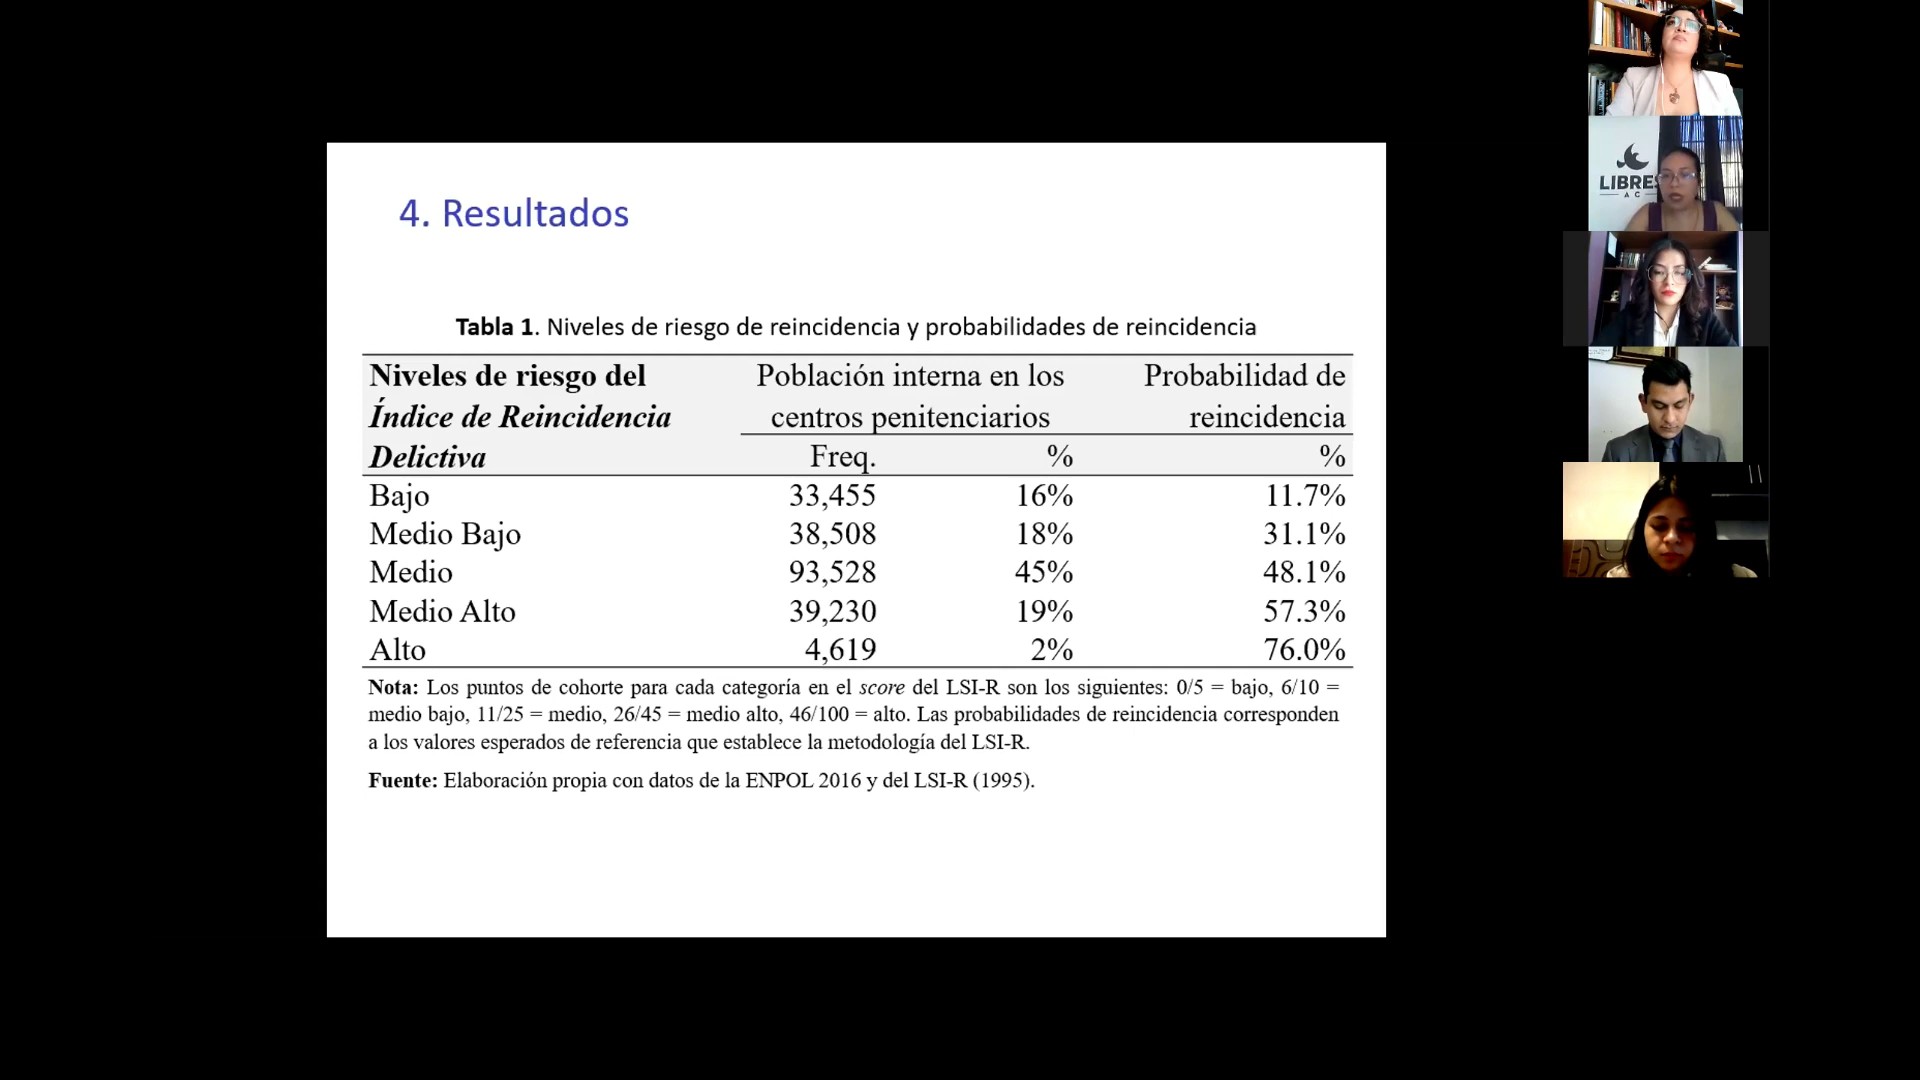 4. Resultados
Tabla 1. Niveles de riesgo de reincidencia y probabilidades de reincidencia
Niveles de riesgo del Población interna en los Probabilidad de
Índice de Reincidencia centros penitenciarios reincidencia
Delictiva Freq. % %
Bajo 33,455 16% 11.7%
Medio Bajo 38,508 18% 31.1%
Medio 93,528 45% 48.1%
Medio Alto 39,230 19% 57.3%
Alto 4,619 2% 76.0%
Nota: Los puntos de cohorte para cada categoría en el score del LSI-R son los siguientes: 0/5 = bajo, 6/10 =
medio bajo, 11/25 = medio, 26/45 = medio alto, 46/100 = alto. Las probabilidades de reincidencia corresponden
a los valores esperados de referencia que establece la metodología del LSI-R.
Fuente: Elaboración propia con datos de la ENPOL 2016 y del LSI-R (1995).
LIBRES
AC